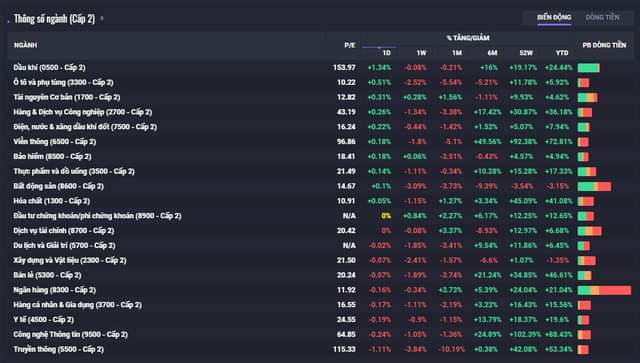 Thông số ngành (Cấp 2)
BIẾN ĐỘNG DÒNG TIỀN
NGÀNH P/E % TĂNG/GIẢM PB DÒNG TIỀN
1D 1W 1M 6M 52W YTD
Dầu khí (0500 - Cấp 2) 153.97 +1.34% -0.08% -0.21% +16% +19.17% +24.44%
Ô tô và phụ tùng (3300 - Cấp 2) 10.22 +0.51% -2.52% -5.54% -5.21% +11.78% +5.92%
Tài nguyên Cơ bản (1700 - Cấp 2) 12.82 +0.31% +0.28% +1.56% -1.11% +9.93% +4.62%
Hàng & Dịch vụ Công nghiệp (2700 - Cấp 2) 43.19 +0.26% -1.34% -3.38% +17.42% +30.87% +36.18%
Điện, nước & xăng dầu khí đốt (7500 - Cấp 2) 16.24 +0.22% -0.44% -1.42% +1.52% +5.07% +7.94%
Viễn thông (6500 - Cấp 2) 96.86 +0.18% -1.8% -5.1% +49.56% +92.38% +72.81%
Bảo hiểm (8500 - Cấp 2) 18.41 +0.18% +0.06% -3.51% -0.43% +4.57% +4.94%
Thực phẩm và đồ uống (3500 - Cấp 2) 21.49 +0.14% -1.11% -0.34% +10.28% +15.28% +17.33%
Bất động sản (8600 - Cấp 2) 14.67 +0.1% -3.09% -3.73% -9.39% -3.54% -3.15%
Hóa chất (1300 - Cấp 2) 10.91 +0.05% -1.15% +1.27% +3.34% +45.09% +41.08%
Đầu tư chứng khoán/phi chứng khoán (8900 - Cấp 2) N/A 0% +0.84% +2.27% +6.17% +12.25% +12.65%
Dịch vụ tài chính (8700 - Cấp 2) 20.42 0% -0.08% +3.37% -8.93% +12.97% +6.68%
Du lịch và Giải trí (5700 - Cấp 2) N/A -0.02% -1.85% -3.41% +9.54% +11.86% +6.45%
Xây dựng và Vật liệu (2300 - Cấp 2) 21.50 -0.07% -2.41% -1.57% -6.6% +1.07% -1.35%
Bán lẻ (5300 - Cấp 2) 20.24 -0.07% -1.89% -3.74% +21.24% +34.85% +46.61%
Ngân hàng (8300 - Cấp 2) 11.92 -0.16% -0.34% +3.73% +5.39% +24.04% +21.04%
Hàng cá nhân & Gia dụng (3700 - Cấp 2) 16.55 -0.17% -1.11% -2.19% +3.22% +16.43% +15.56%
Y tế (4500 - Cấp 2) 24.55 -0.19% -0.9% -1.15% +13.79% +18.37% +19.6%
Công nghệ Thông tin (9500 - Cấp 2) 64.85 -0.24% -1.05% -1.36% +24.89% +102.39% +88.43%
Truyền thông (5500 - Cấp 2) 115.33 -1.11% -3.84% -10.19% +0.38% +42.08% +53.34%